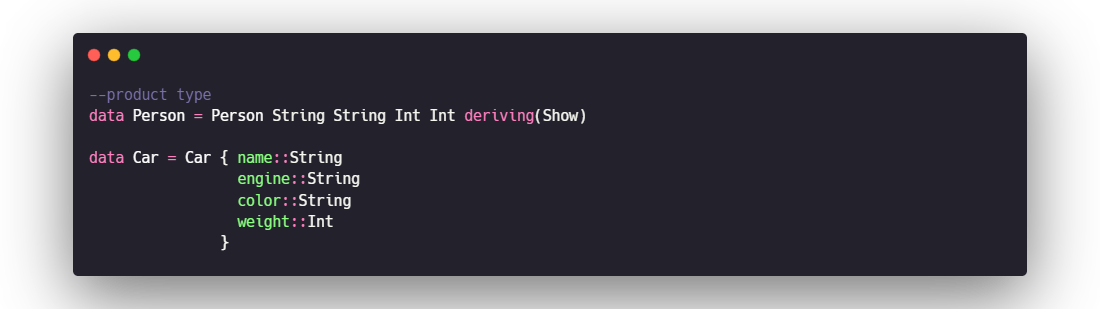 --product type
data Person = Person String String Int Int deriving(Show)
data Car = Car { name::String
engine::String
color::String
weight::Int
}